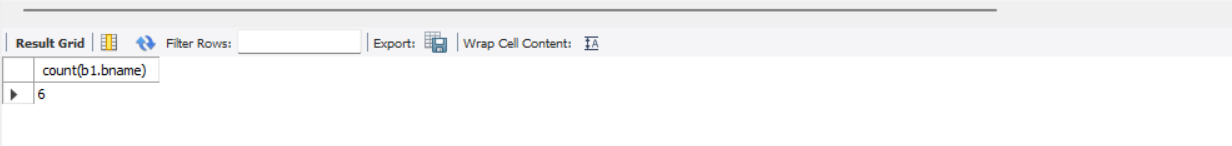 Result Grid Filter Rows: Export: Wrap Cell Content:
count(b1.bname)
6